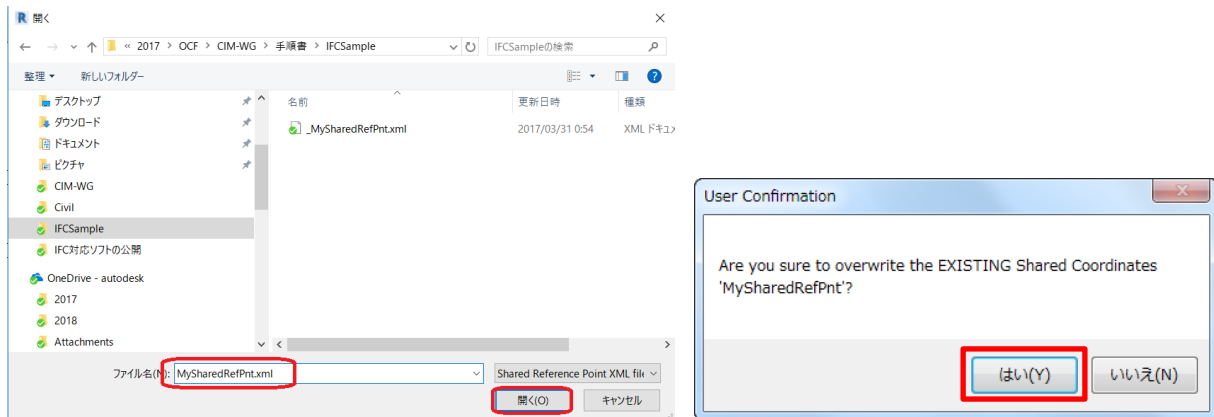 開く
« 2017 > OCF > CIM-WG > 手順書 > IFCSample
IFCSampleの検索
整理
新しいフォルダー
名前
更新日時
種類
デスクトップ
ダウンロード
ドキュメント
ピクチャ
CIM-WG
Civil
IFCSample
IFC対応ソフトの公開
OneDrive - autodesk
2017
2018
Attachments
_MySharedRefPnt.xml
2017/03/31 0:54
XML ドキュメ
ファイル名(N):
MySharedRefPnt.xml
Shared Reference Point XML file
開く(O)
キャンセル
User Confirmation
Are you sure to overwrite the EXISTING Shared Coordinates
'MySharedRefPnt'?
はい(Y)
いいえ(N)